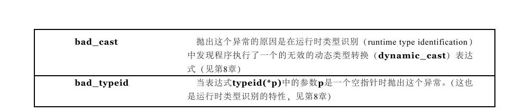 bad_cast 抛出这个异常的原因是在运行时类型识别（runtime type identification）
中发现程序执行了一个的无效的动态类型转换（dynamic_cast）表达
式（见第8章）
bad_typeid 当表达式typeid(*p)中的参数p是一个空指针时抛出这个异常。（这也
是运行时类型识别的特性，见第8章）